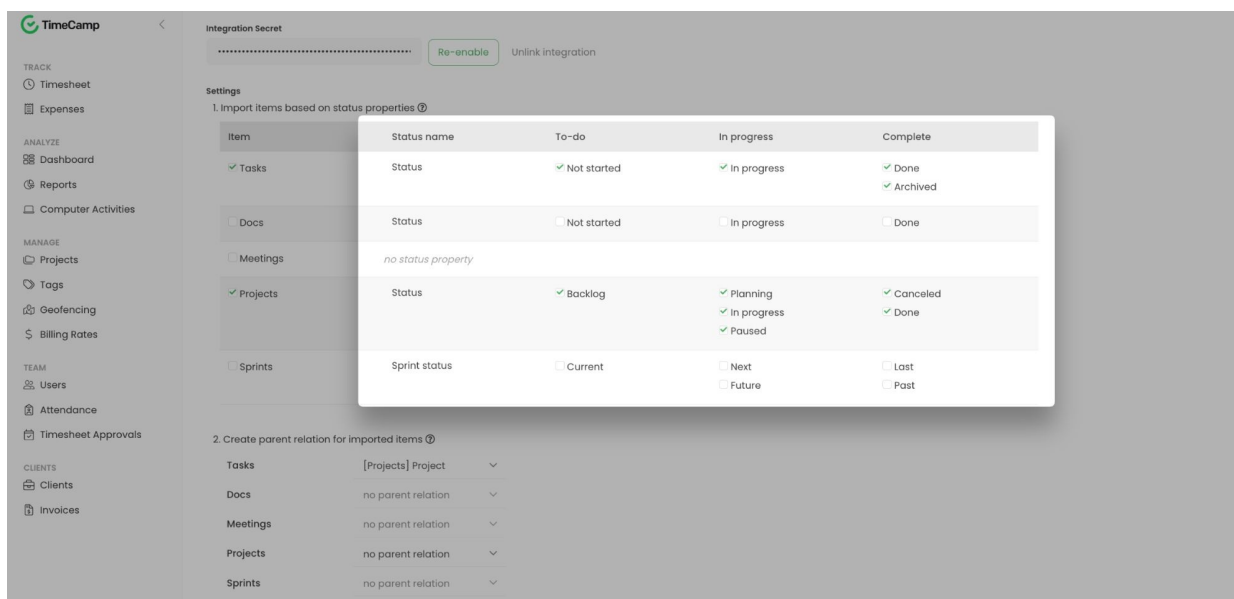 TimeCamp
TRACK
Timesheet
Expenses
ANALYZE
Dashboard
Reports
Computer Activities
MANAGE
Projects
Tags
Geofencing
Billing Rates
TEAM
Users
Attendance
Timesheet Approvals
CLIENTS
Clients
Invoices
Integration Secret
Re-enable Unlink integration
Settings
1. Import items based on status properties
Item Status name To-do In progress Complete
Tasks Status Not started In progress Done
Archived
Docs Status Not started In progress Done
Meetings no status property
Projects Status Backlog Planning Canceled
In progress Done
Paused
Sprints Sprint status Current Next Last
Future Past
2. Create parent relation for imported items
Tasks [Projects] Project
Docs no parent relation
Meetings no parent relation
Projects no parent relation
Sprints no parent relation